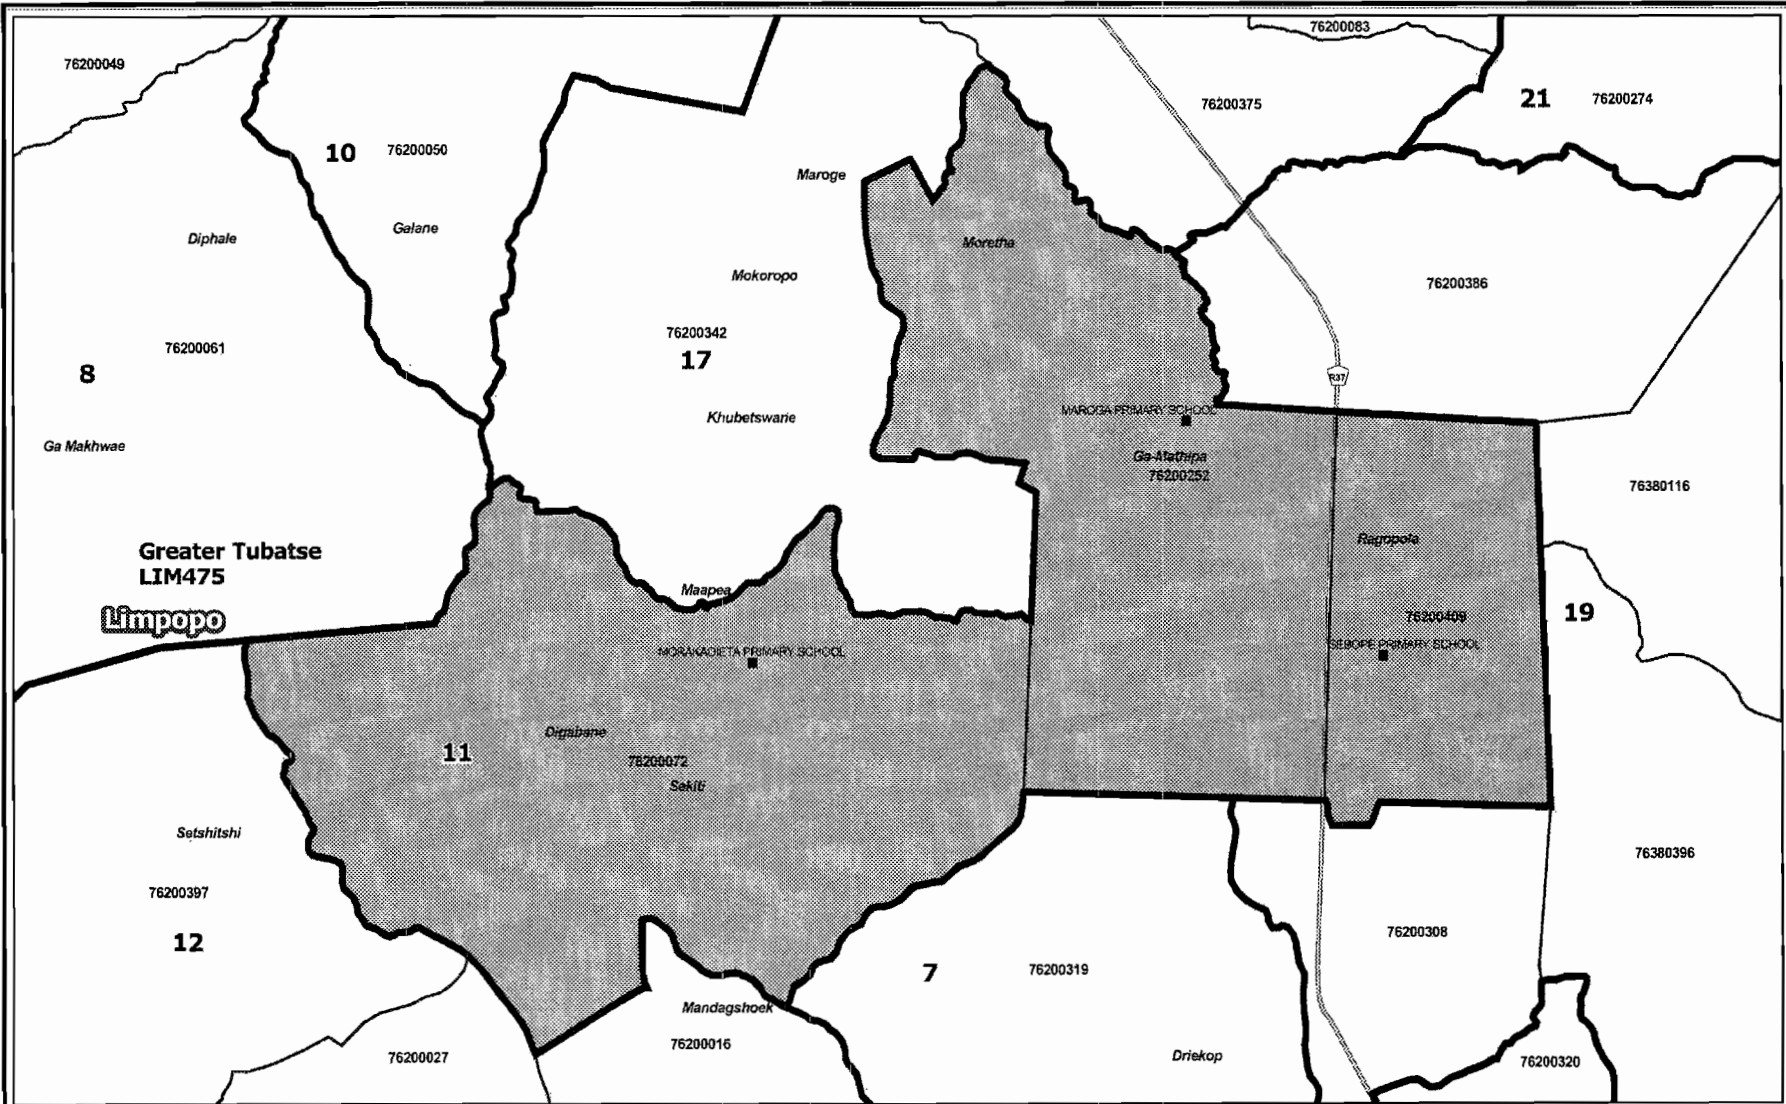 76200083
76200049
76200375
21
76200274
10
76200050
Maroge
Galane
Diphale
Moretha
Mokoropo
76200386
76200342
17
76200061
8
R37
MAROGA PRIMARY SCHOOL
Khubetswane
Ga Makhwae
Ga-Mathipa
76200252
76380116
Ragopola
Greater Tubatse
LIM475
Maapea
Limpopo
19
76200409
SEBOPE PRIMARY SCHOOL
MORAKADIETA PRIMARY SCHOOL
Digabane
11
76200072
Sekiti
Setshitshi
76380396
76200397
12
76200308
7
76200319
Mandagshoek
76200016
76200027
Driekop
76200320